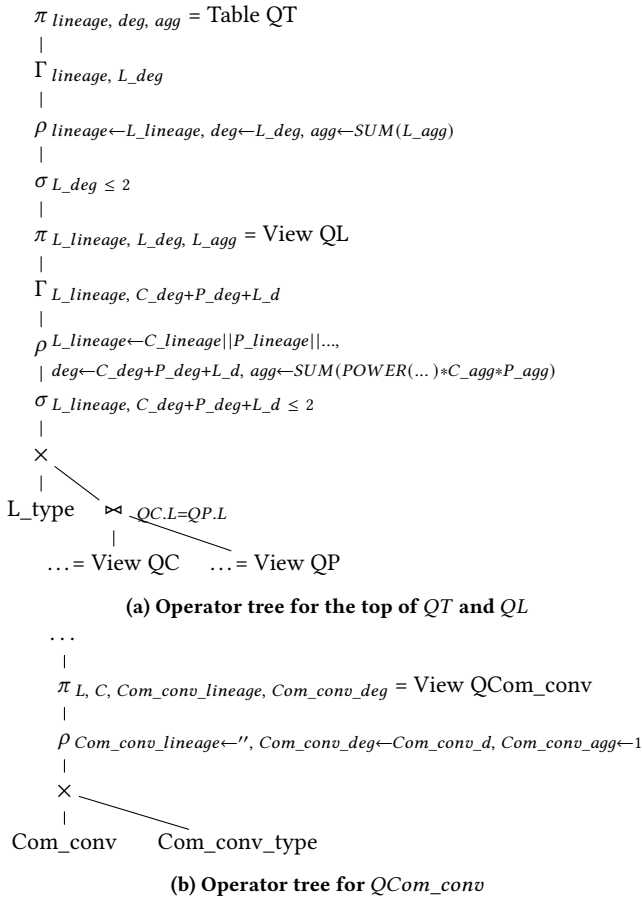 π lineage, deg, agg = Table QT
Γ lineage, L_deg
ρ lineage←L_lineage, deg←L_deg, agg←SUM(L_agg)
σ L_deg ≤ 2
π L_lineage, L_deg, L_agg = View QL
Γ L_lineage, C_deg+P_deg+L_d
ρ L_lineage←C_lineage||P_lineage||...,
deg←C_deg+P_deg+L_d, agg←SUM(POWER(...)*C_agg*P_agg)
σ L_lineage, C_deg+P_deg+L_d ≤ 2
×
L_type ⋈ QC.L=QP.L
...= View QC ...= View QP
(a) Operator tree for the top of QT and QL
...
π L, C, Com_conv_lineage, Com_conv_deg = View QCom_conv
ρ Com_conv_lineage←'', Com_conv_deg←Com_conv_d, Com_conv_agg←1
×
Com_conv Com_conv_type
(b) Operator tree for QCom_conv